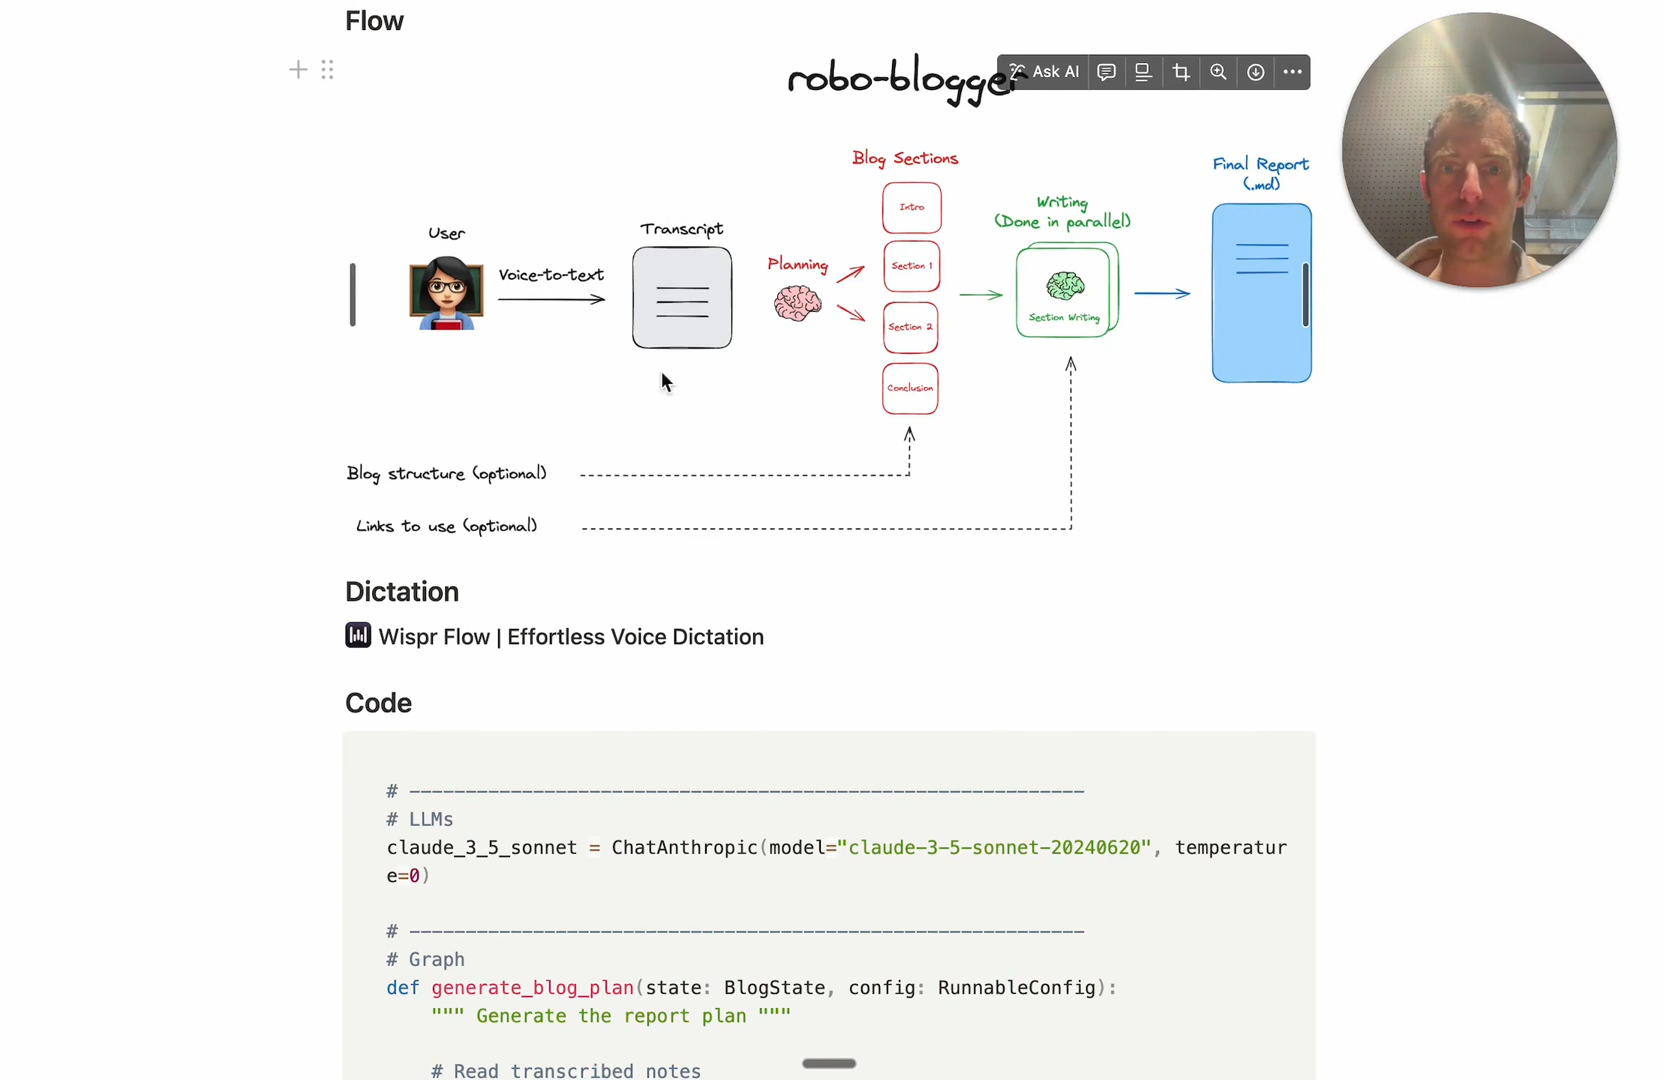 Flow
robo-blogger
Ask AI
Blog Sections
Final Report
(.md)
Intro
Writing
(Done in parallel)
User
Transcript
Voice-to-text
Planning
Section 1
Section Writing
Section 2
Conclusion
Blog structure (optional)
Links to use (optional)
Dictation
Wispr Flow | Effortless Voice Dictation
Code
# ------------------------------------------------------------
# LLMs
claude_3_5_sonnet = ChatAnthropic(model="claude-3-5-sonnet-20240620", temperatur
e=0)
# ------------------------------------------------------------
# Graph
def generate_blog_plan(state: BlogState, config: RunnableConfig):
""" Generate the report plan """
# Read transcribed notes